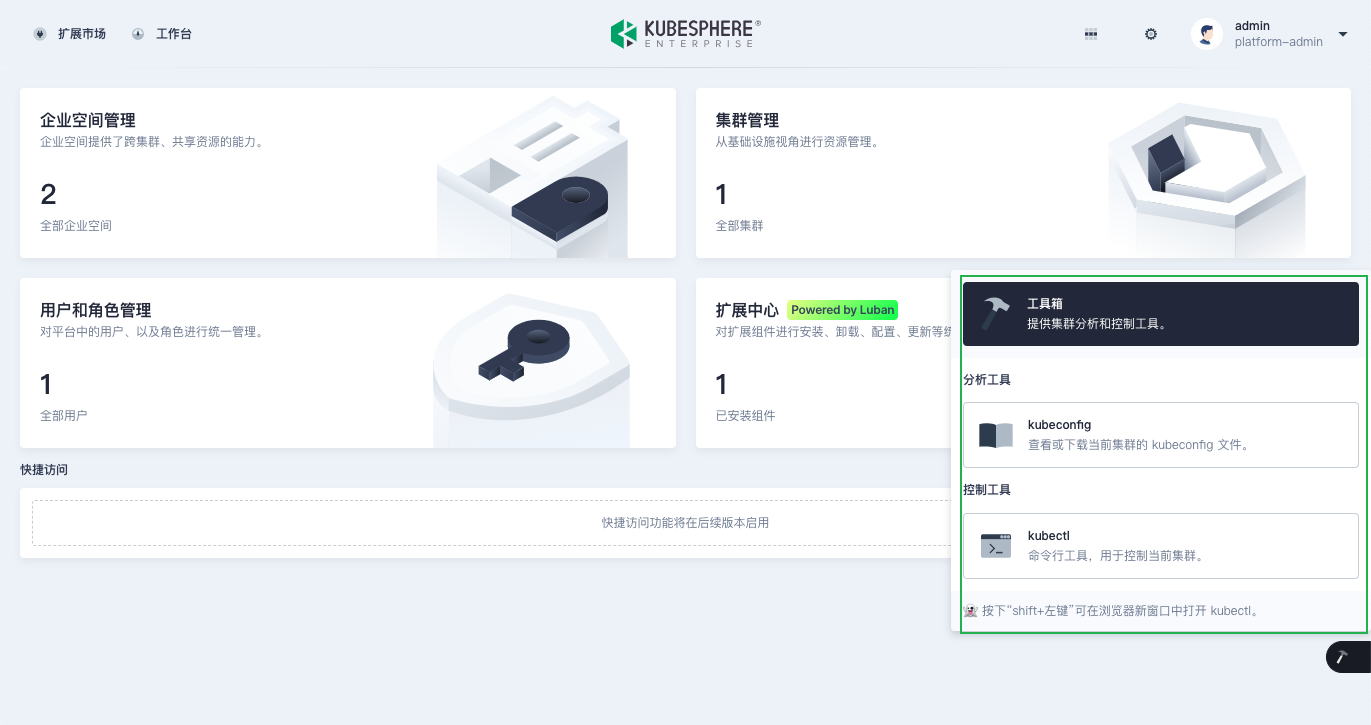 扩展市场
工作台
KUBESPHERE®
ENTERPRISE
admin
platform-admin
企业空间管理
企业空间提供了跨集群、共享资源的能力。
2
全部企业空间
集群管理
从基础设施视角进行资源管理。
1
全部集群
用户和角色管理
对平台中的用户、以及角色进行统一管理。
1
全部用户
扩展中心 Powered by Luban
对扩展组件进行安装、卸载、配置、更新等
1
已安装组件
快捷访问
快捷访问功能将在后续版本启用
工具箱
提供集群分析和控制工具。
分析工具
kubeconfig
查看或下载当前集群的 kubeconfig 文件。
控制工具
kubectl
命令行工具，用于控制当前集群。
按下“shift+左键”可在浏览器新窗口中打开 kubectl。